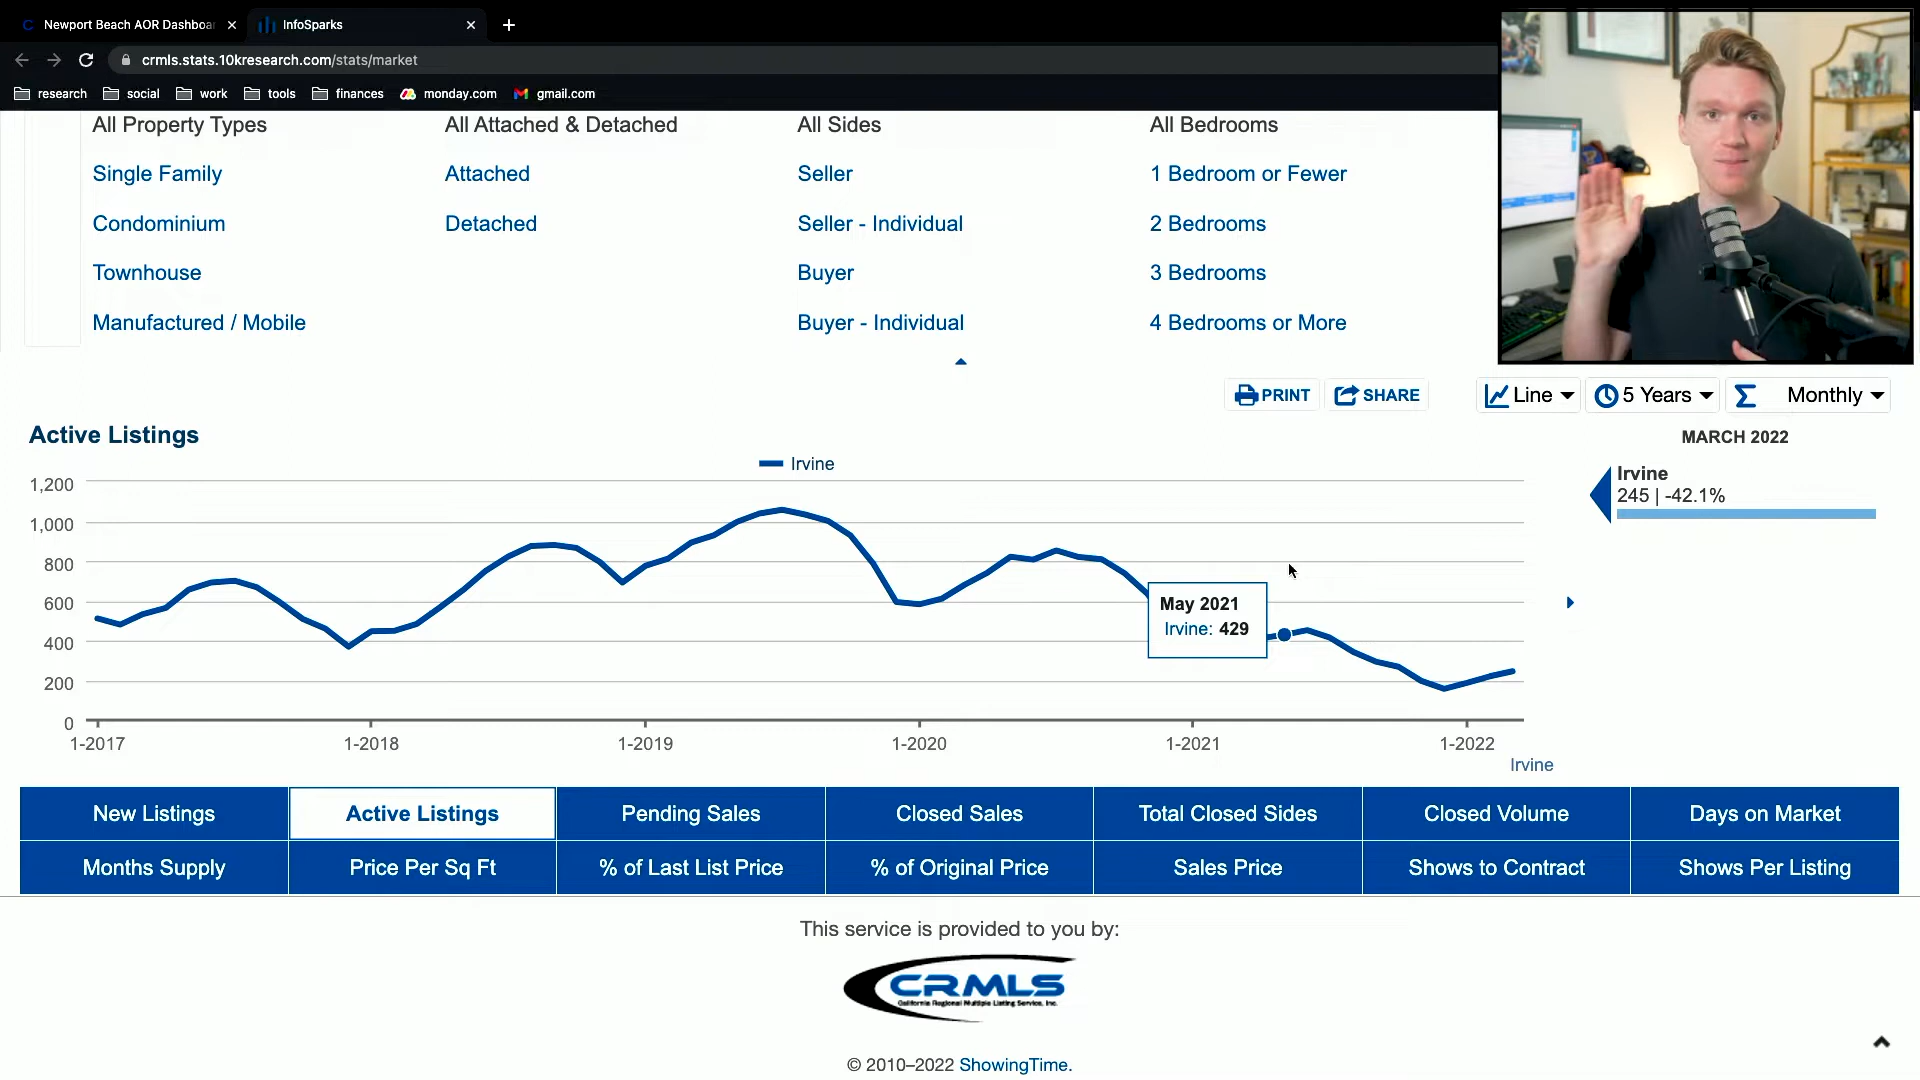 Newport Beach AOR Dashboar
InfoSparks
crmls.stats.10kresearch.com/stats/market
research social work tools finances monday.com gmail.com
All Property Types All Attached & Detached All Sides All Bedrooms
Single Family Attached Seller 1 Bedroom or Fewer
Condominium Detached Seller - Individual 2 Bedrooms
Townhouse Buyer 3 Bedrooms
Manufactured / Mobile Buyer - Individual 4 Bedrooms or More
PRINT SHARE Line 5 Years Monthly
Active Listings
MARCH 2022
Irvine
Irvine
245 | -42.1%
1,200
1,000
800
600
400
200
0
May 2021
Irvine: 429
1-2017 1-2018 1-2019 1-2020 1-2021 1-2022
Irvine
New Listings Active Listings Pending Sales Closed Sales Total Closed Sides Closed Volume Days on Market
Months Supply Price Per Sq Ft % of Last List Price % of Original Price Sales Price Shows to Contract Shows Per Listing
This service is provided to you by:
CRMLS
California Regional Multiple Listing Service, Inc.
© 2010–2022 ShowingTime.